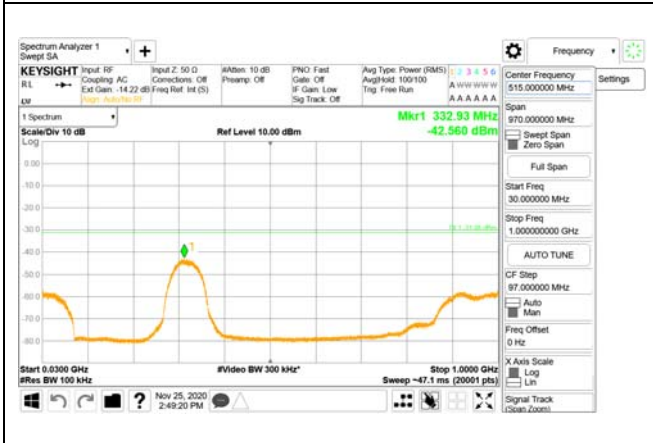 Spectrum Analyzer 1
Swept SA
Frequency
KEYSIGHT
Input: RF
Coupling: AC
Ext Gain: -14.22 dB
Align: Auto/No RF
Input Z: 50 Ω
Corrections: Off
Freq Ref: Int (S)
#Atten: 10 dB
Preamp: Off
PNO: Fast
Gate: Off
IF Gain: Low
Sig Track: Off
Avg Type: Power (RMS)
Avg|Hold: 100/100
Trig: Free Run
1 2 3 4 5 6
A W W W W W
A A A A A A
RL
1 Spectrum
Scale/Div 10 dB
Log
Ref Level 10.00 dBm
Mkr1 332.93 MHz
-42.560 dBm
0.00
-10.0
-20.0
-30.0
-40.0
-50.0
-60.0
-70.0
-80.0
1
Start 0.0300 GHz
#Res BW 100 kHz
#Video BW 300 kHz*
Stop 1.0000 GHz
Sweep ~47.1 ms (20001 pts)
Nov 25, 2020
2:49:20 PM
Center Frequency
515.000000 MHz
Settings
Span
970.000000 MHz
Swept Span
Zero Span
Full Span
Start Freq
30.000000 MHz
Stop Freq
1.000000000 GHz
AUTO TUNE
CF Step
97.000000 MHz
Auto
Man
Freq Offset
0 Hz
X Axis Scale
Log
Lin
Signal Track
(Span Zoom)